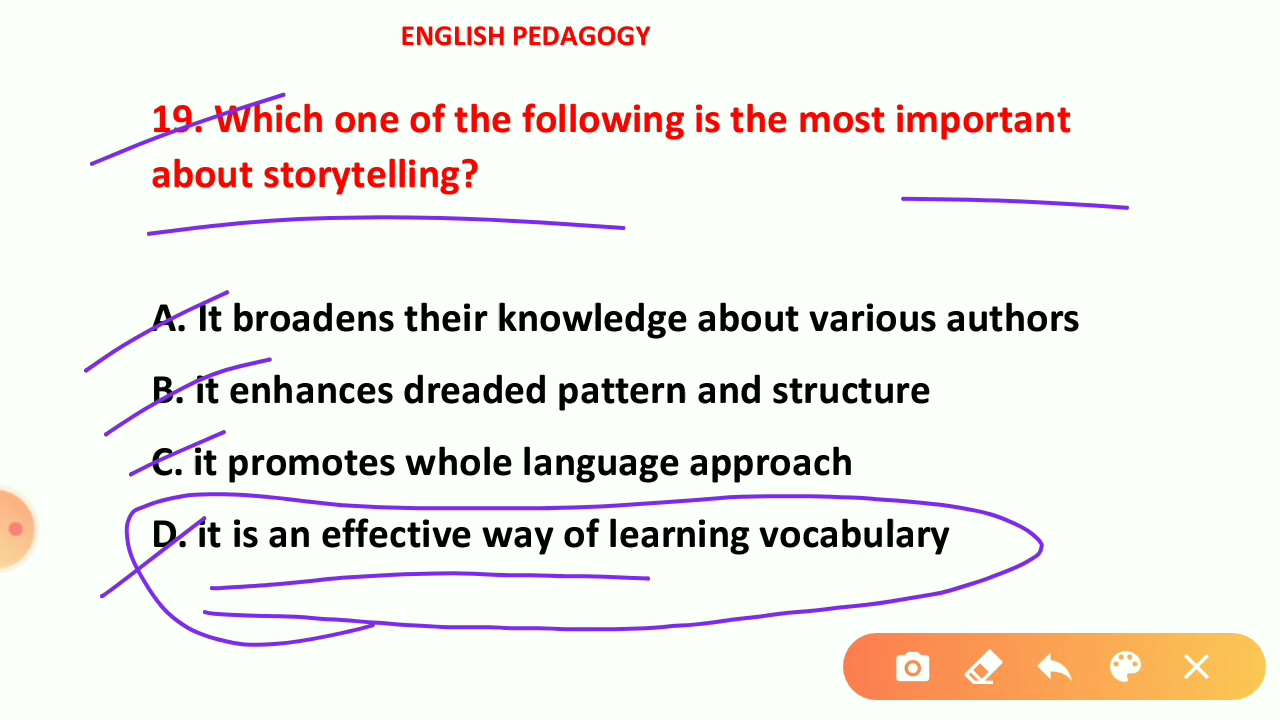 ENGLISH PEDAGOGY
19. Which one of the following is the most important
about storytelling?
A. It broadens their knowledge about various authors
B. it enhances dreaded pattern and structure
C. it promotes whole language approach
D. it is an effective way of learning vocabulary